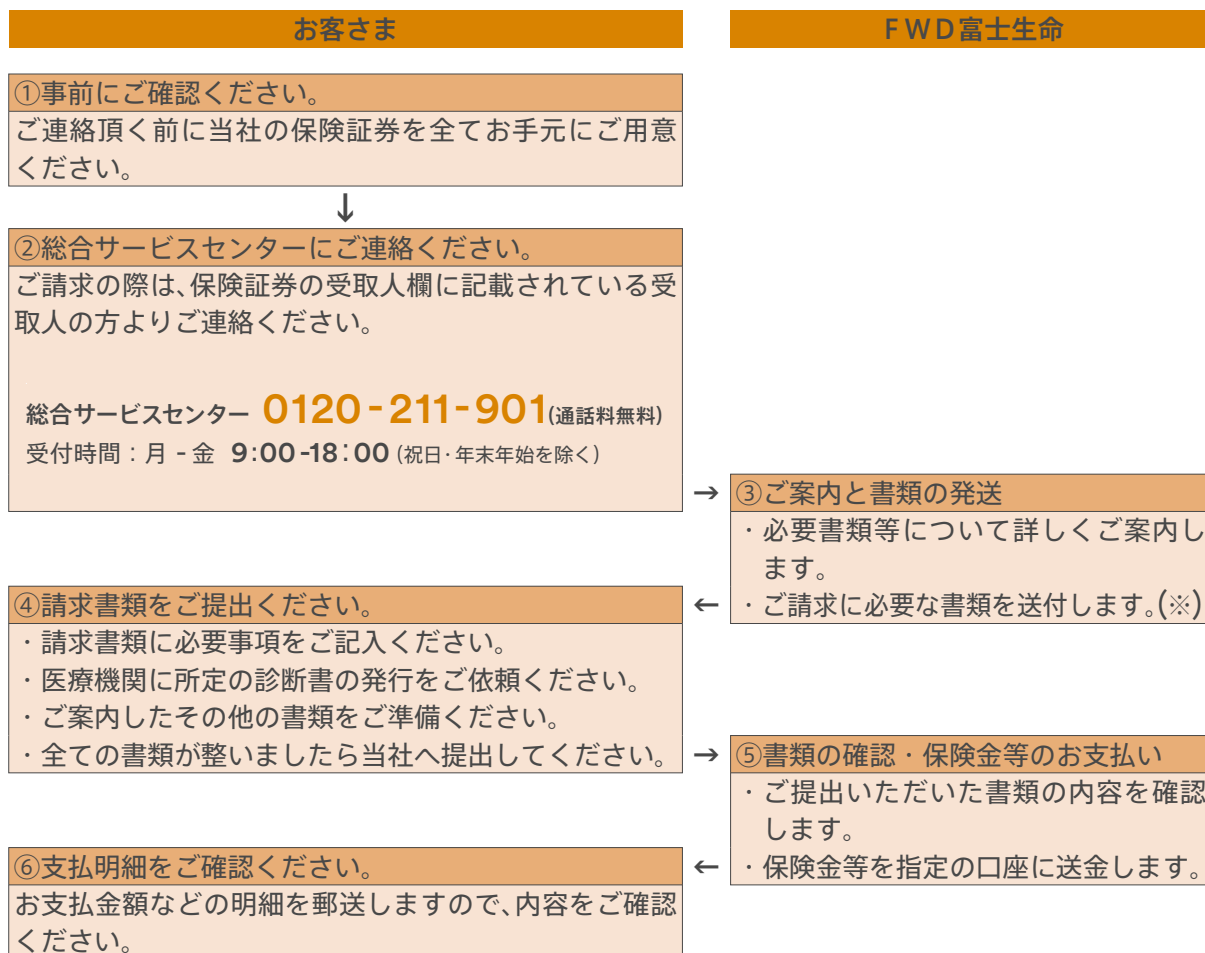 お客さま
FWD富士生命
①事前にご確認ください。
ご連絡頂く前に当社の保険証券を全てお手元にご用意
ください。
↓
②総合サービスセンターにご連絡ください。
ご請求の際は、保険証券の受取人欄に記載されている受
取人の方よりご連絡ください。
総合サービスセンター 0120-211-901(通話料無料)
受付時間：月-金 9:00-18:00 (祝日・年末年始を除く)
→
③ご案内と書類の発送
・必要書類等について詳しくご案内し
ます。
・ご請求に必要な書類を送付します。(※)
←
④請求書類をご提出ください。
・請求書類に必要事項をご記入ください。
・医療機関に所定の診断書の発行をご依頼ください。
・ご案内したその他の書類をご準備ください。
・全ての書類が整いましたら当社へ提出してください。
→
⑤書類の確認・保険金等のお支払い
・ご提出いただいた書類の内容を確認
します。
・保険金等を指定の口座に送金します。
←
⑥支払明細をご確認ください。
お支払金額などの明細を郵送しますので、内容をご確認
ください。